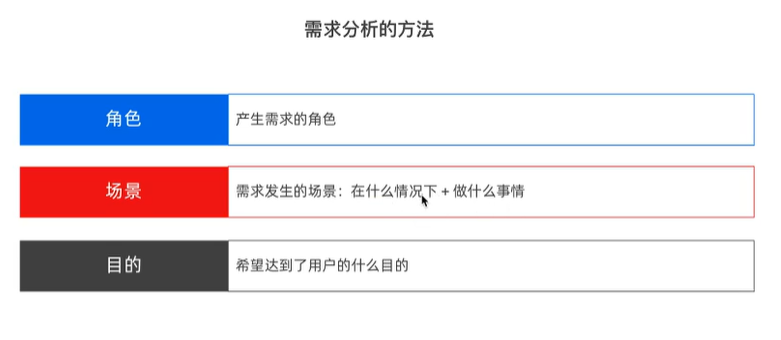 需求分析的方法
角色
产生需求的角色
场景
需求发生的场景：在什么情况下 + 做什么事情
目的
希望达到了用户的什么目的